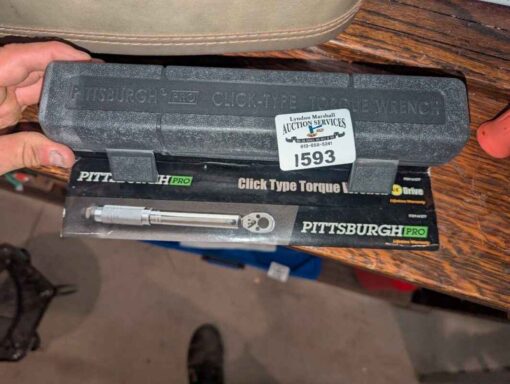 PITTSBURGH PRO CLICK-TYPE TORQUE WRENCH
Lyndon Marshall
AUCTION SERVICES
1593
PITTSBURGH PRO
Click Type Torque
Drive
PITTSBURGH PRO